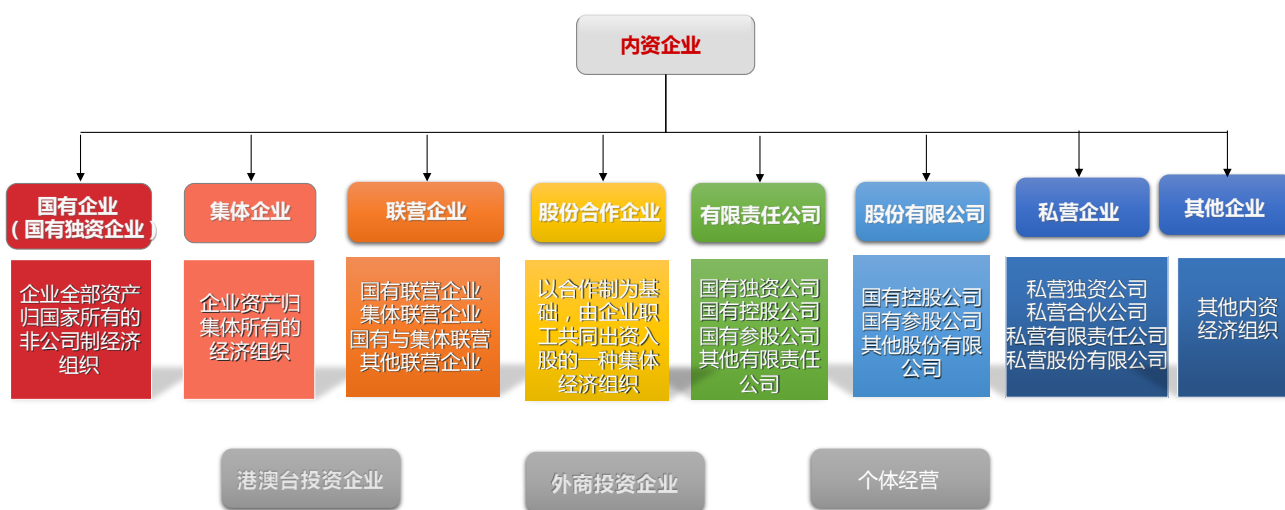 内资企业
国有企业
（国有独资企业）
集体企业
联营企业
股份合作企业
有限责任公司
股份有限公司
私营企业
其他企业
企业全部资产
归国家所有的
非公司制经济
组织
企业资产归
集体所有的
经济组织
国有联营企业
集体联营企业
国有与集体联营
其他联营企业
以合作制为基
础，由企业职
工共同出资入
股的一种集体
经济组织
国有独资公司
国有控股公司
国有参股公司
其他有限责任
公司
国有控股公司
国有参股公司
其他股份有限
公司
私营独资公司
私营合伙公司
私营有限责任公司
私营股份有限公司
其他内资
经济组织
港澳台投资企业
外商投资企业
个体经营